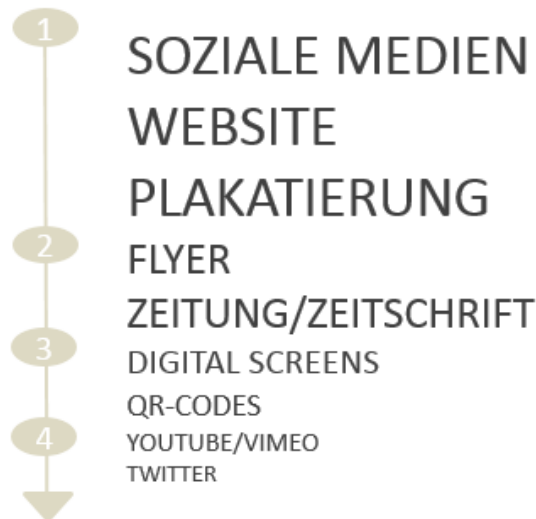 1
SOZIALE MEDIEN
WEBSITE
PLAKATIERUNG
2
FLYER
ZEITUNG/ZEITSCHRIFT
3
DIGITAL SCREENS
QR-CODES
4
YOUTUBE/VIMEO
TWITTER